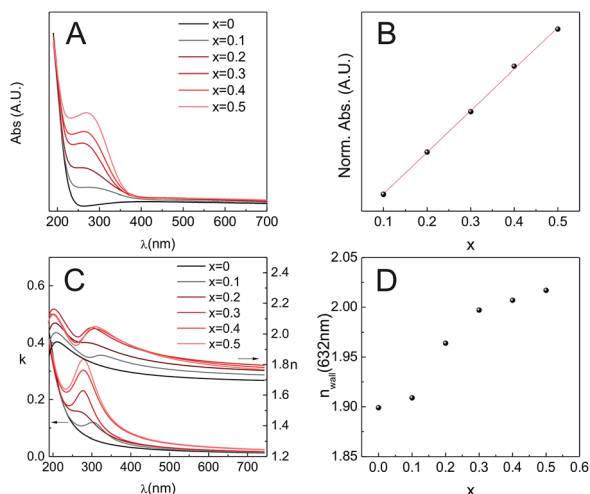 A
x=0
x=0.1
x=0.2
x=0.3
x=0.4
x=0.5
Abs (A.U.)
200 300 400 500 600 700
λ(nm)
B
Norm. Abs. (A.U.)
0.1 0.2 0.3 0.4 0.5
x
C
x=0
x=0.1
x=0.2
x=0.3
x=0.4
x=0.5
0.6
0.4
k
0.2
0.0
2.4
2.2
2.0
1.8 n
1.6
1.4
1.2
200 300 400 500 600 700
λ(nm)
D
2.05
2.00
1.95
1.90
1.85
n wall (632nm)
0.0 0.1 0.2 0.3 0.4 0.5 0.6
x